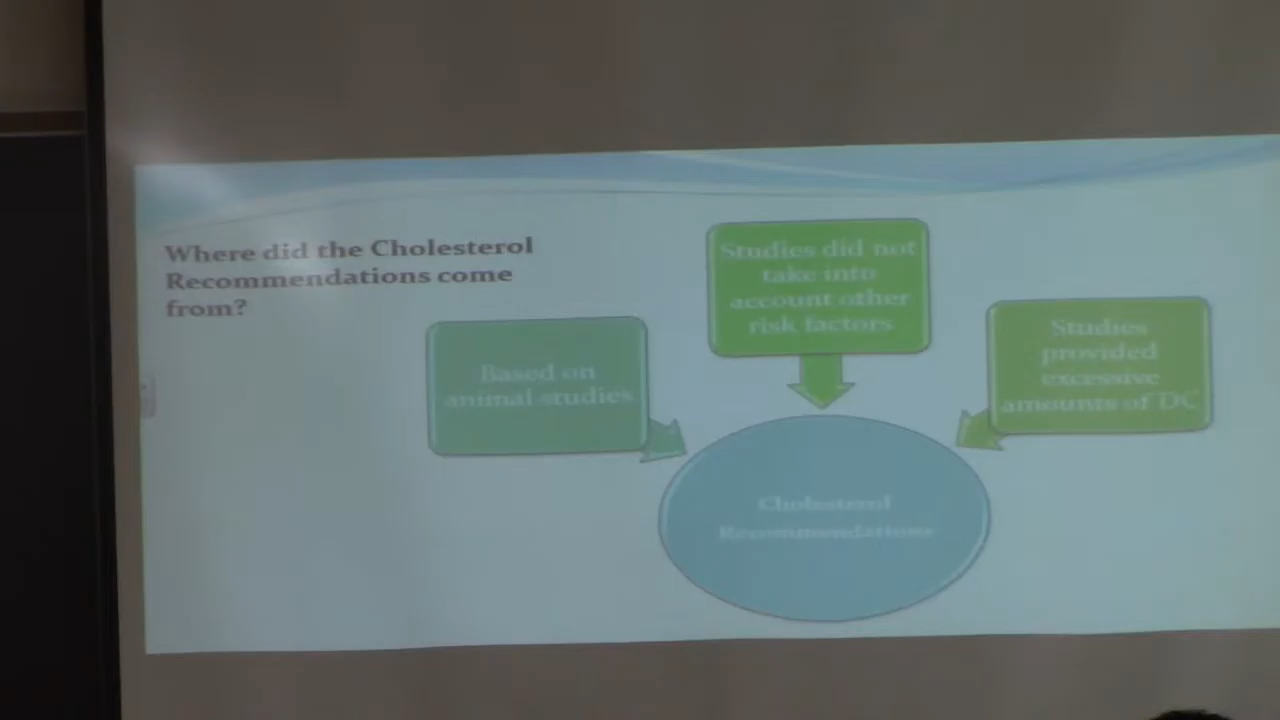 Where did the Cholesterol
Recommendations come
from?
Studies did not
take into
account other
risk factors
Based on
animal studies
Studies
provided
excessive
amounts of DC
Cholesterol
Recommendations